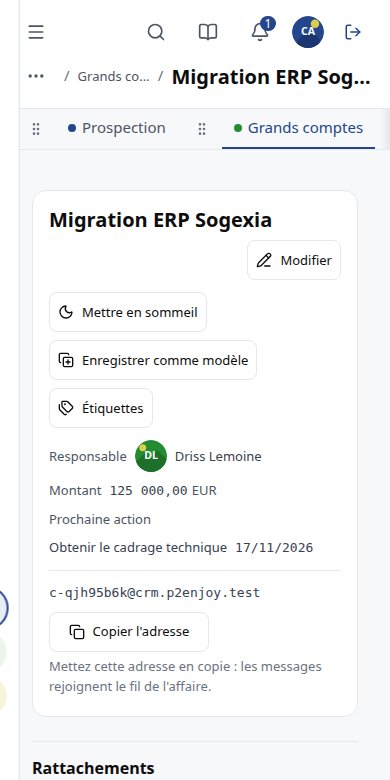 1
CA
/ Grands co... / Migration ERP Sog...
Prospection
Grands comptes
Migration ERP Sogexia
Modifier
Mettre en sommeil
Enregistrer comme modèle
Étiquettes
Responsable DL Driss Lemoine
Montant 125 000,00 EUR
Prochaine action
Obtenir le cadrage technique 17/11/2026
c-qjh95b6k@crm.p2enjoy.test
Copier l'adresse
Mettez cette adresse en copie : les messages
rejoignent le fil de l'affaire.
Rattachements